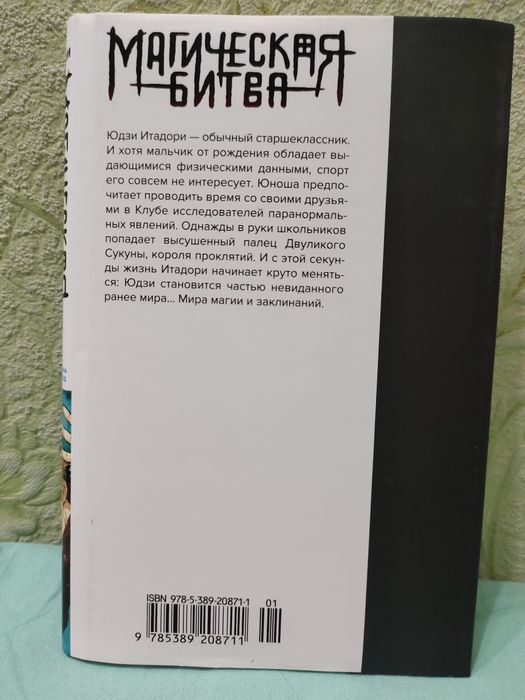 МАГИЧЕСКАЯ
БИТВА
Юдзи Итадори — обычный старшеклассник.
И хотя мальчик от рождения обладает вы-
дающимися физическими данными, спорт
его совсем не интересует. Юноша предпо-
читает проводить время со своими друзья-
ми в Клубе исследователей паранормаль-
ных явлений. Однажды в руки школьников
попадает высушенный палец Двуликого
Сукуны, короля проклятий. И с этой секун-
ды жизнь Итадори начинает круто менять-
ся: Юдзи становится частью невиданного
ранее мира... Мира магии и заклинаний.
ISBN 978-5-389-20871-1
01
9 785389 208711